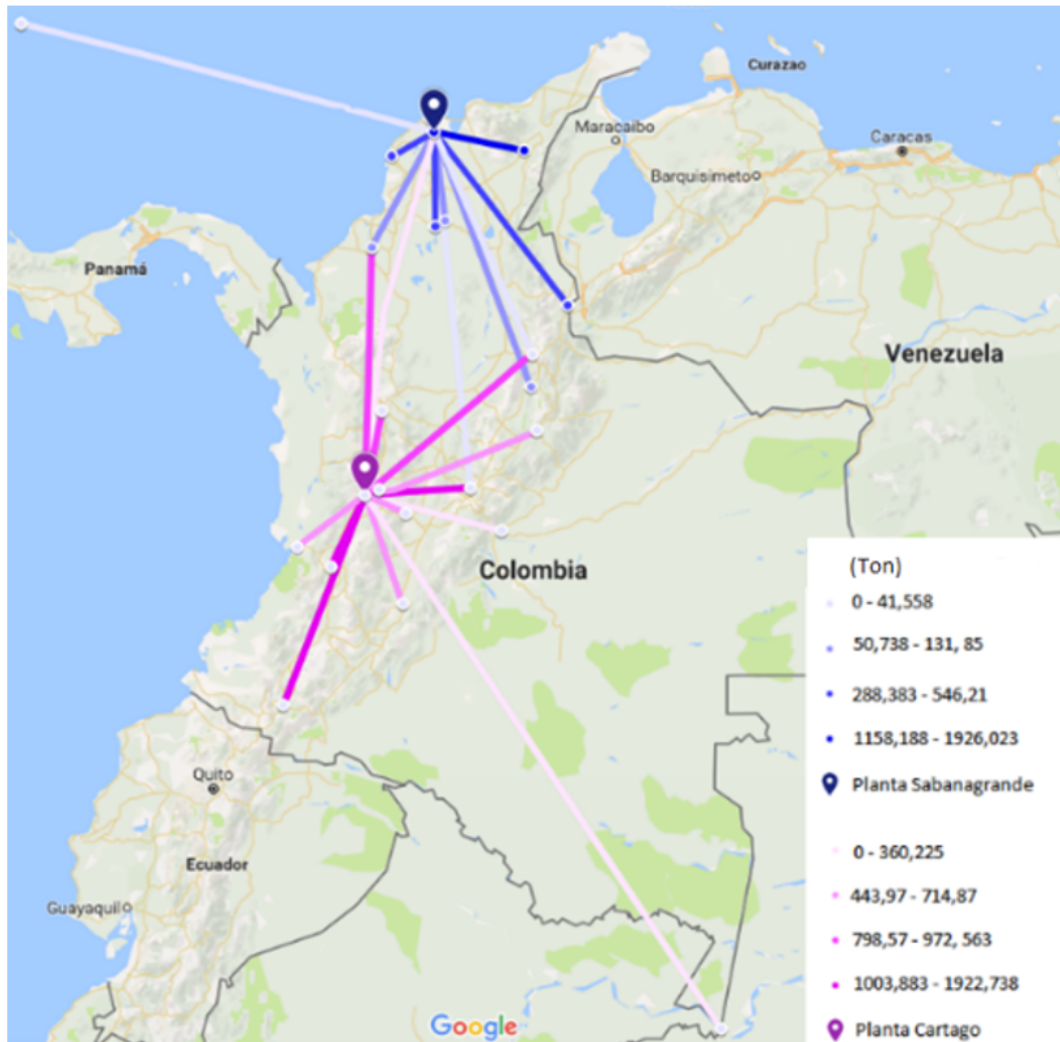 Curazao
Maracaibo
Caracas
Barquisimeto
Panamá
Venezuela
Colombia
Quito
Ecuador
Guayaquil
Google
(Ton)
0 - 41,558
50,738 - 131, 85
288,383 - 546,21
1158,188 - 1926,023
Planta Sabanagrande
0 - 360,225
443,97 - 714,87
798,57 - 972, 563
1003,883 - 1922,738
Planta Cartago